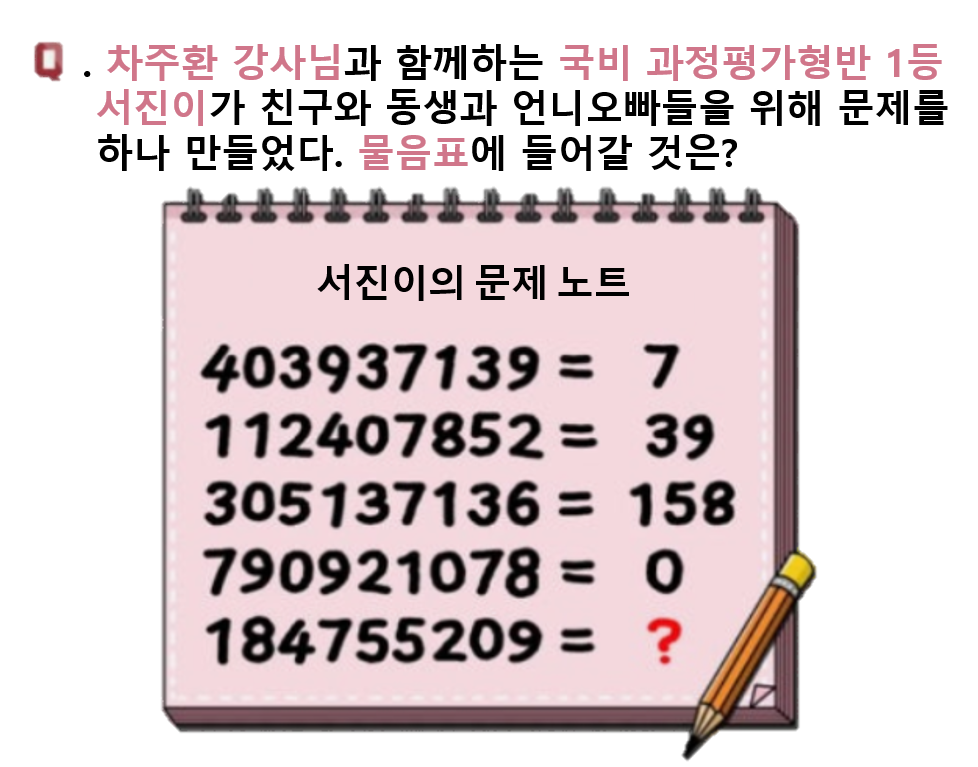 Q . 차주환 강사님과 함께하는 국비 과정평가형반 1등
서진이가 친구와 동생과 언니오빠들을 위해 문제를
하나 만들었다. 물음표에 들어갈 것은?
서진이의 문제 노트
403937139 = 7
112407852 = 39
305137136 = 158
790921078 = 0
184755209 = ?